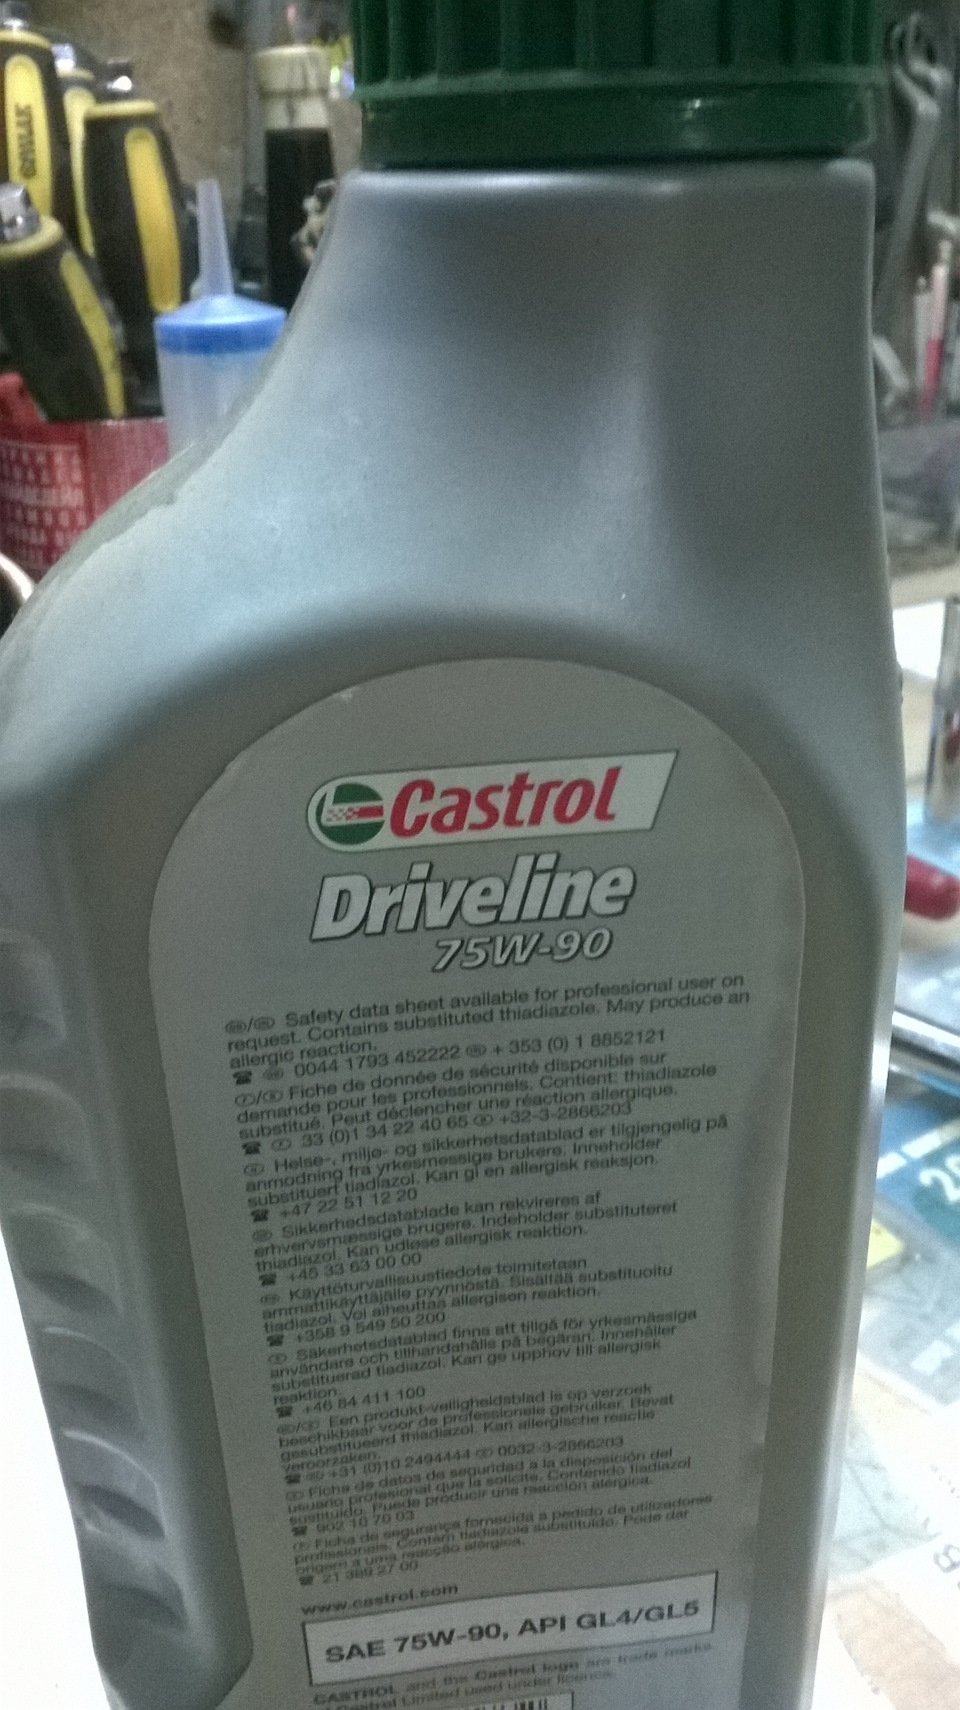 Castrol
Driveline
75W-90
GB/IRL Safety data sheet available for professional user on
request. Contains substituted thiadiazole. May produce an
allergic reaction.
0044 1793 452222 + 353 (0) 1 8852121
Fiche de donnée de sécurité disponible sur
demande pour les professionnels. Contient: thiadiazole
substitué. Peut déclencher une réaction allergique.
33 (0)1 34 22 40 65 +32-3-2866203
Helse-, miljø- og sikkerhetsdatablad er tilgjengelig på
anmodning fra yrkesmessige brukere. Inneholder
substituert tiadiazol. Kan gi en allergisk reaksjon.
+47 22 51 12 20
Sikkerhedsdatablade kan rekvireres af
erhvervsmæssige brugere. Indeholder substitueret
thiadiazol. Kan udløse allergisk reaktion.
+45 33 63 00 00
Käyttöturvallisuustiedote toimitetaan
ammattikäyttäjälle pyynnöstä. Sisältää substituoitu
tiadiazol. Voi aiheuttaa allergisen reaktion.
+358 9 549 50 200
Säkerhetsdatablad finns att tillgå för yrkesmässiga
användare och tillhandahålls på begäran. Innehåller
substituerad tiadiazol. Kan ge upphov till allergisk
reaktion.
+46 84 411 100
Een produkt-veiligheidsblad is op verzoek
beschikbaar voor de professionele gebruiker. Bevat
gesubstitueerd thiadiazol. Kan allergische reactie
veroorzaken.
+31 (0)10 2494444 0032-3-2866203
Ficha de datos de seguridad a la disposición del
usuario profesional que la solicite. Contenido tiadiazol
sustituido. Puede producir una reacción alérgica.
902 10 70 03
Ficha de segurança fornecida a pedido de utilizadores
profissionais. Contém tiadiazole substituído. Pode dar
origem a uma reacção alérgica.
21 389 27 00
www.castrol.com
SAE 75W-90, API GL4/GL5
CASTROL and the Castrol logo are trade marks
of Castrol Limited used under licence.